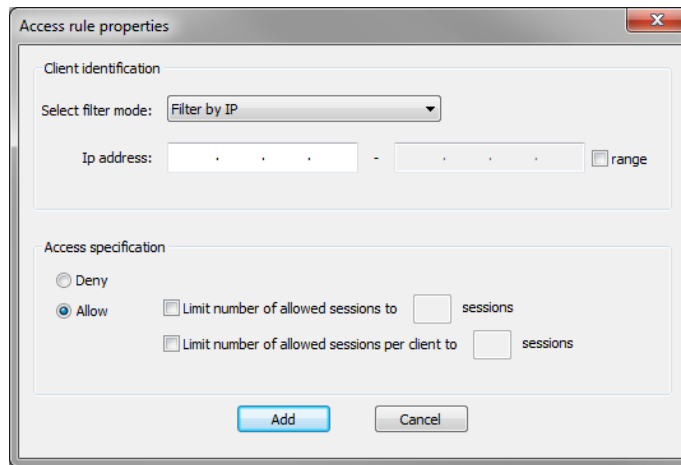 Access rule properties
Client identification
Select filter mode: Filter by IP
Ip address: . . . - . . . range
Access specification
Deny
Allow Limit number of allowed sessions to sessions
Limit number of allowed sessions per client to sessions
Add Cancel